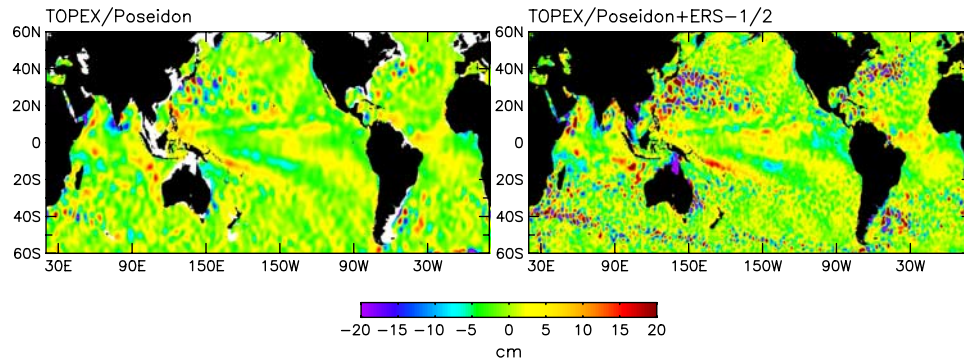 TOPEX/Poseidon
TOPEX/Poseidon+ERS-1/2
60N
40N
20N
0
20S
40S
60S
30E 90E 150E 150W 90W 30W
60N
40N
20N
0
20S
40S
60S
30E 90E 150E 150W 90W 30W
-20 -15 -10 -5 0 5 10 15 20
cm